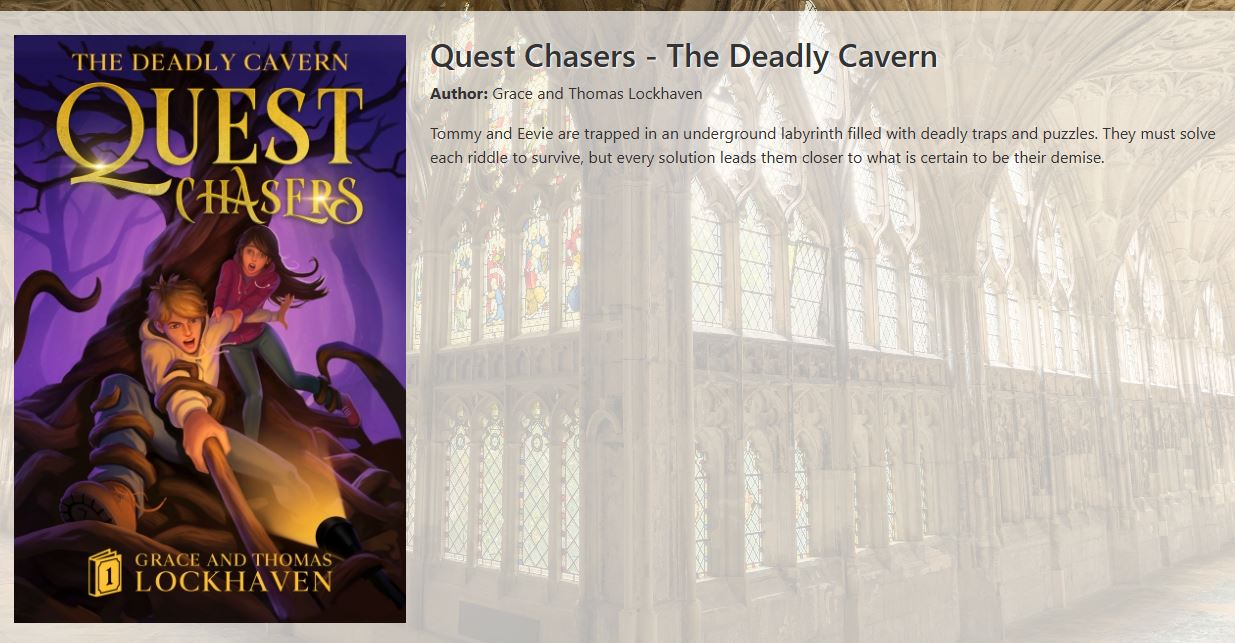 THE DEADLY CAVERN
QUEST
CHASERS
1
GRACE AND THOMAS
LOCKHAVEN
Quest Chasers - The Deadly Cavern
Author: Grace and Thomas Lockhaven
Tommy and Eevie are trapped in an underground labyrinth filled with deadly traps and puzzles. They must solve
each riddle to survive, but every solution leads them closer to what is certain to be their demise.